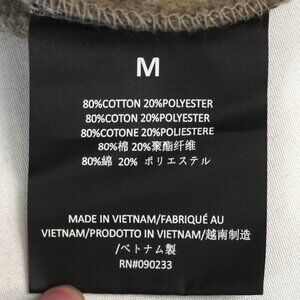 M
80%COTTON 20%POLYESTER
80%COTON 20%POLYESTER
80%COTONE 20%POLIESTERE
80%棉 20%聚酯纤维
80%綿 20% ポリエステル
MADE IN VIETNAM/FABRIQUÉ AU
VIETNAM/PRODOTTO IN VIETNAM/越南制造
/ベトナム製
RN#090233